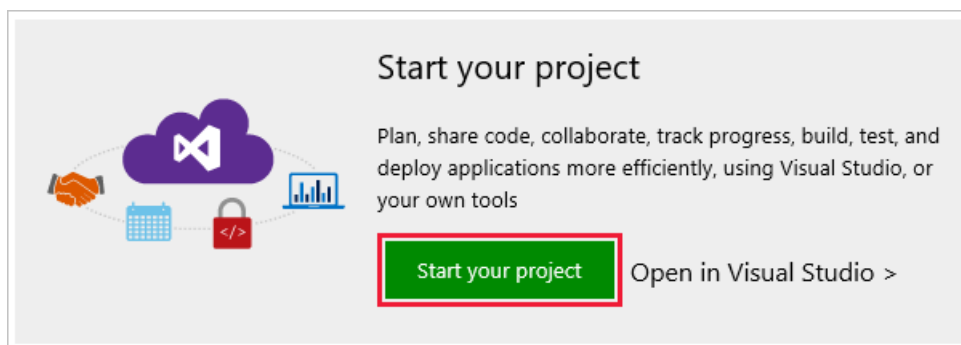 Start your project
Plan, share code, collaborate, track progress, build, test, and
deploy applications more efficiently, using Visual Studio, or
your own tools
</>
Start your project
Open in Visual Studio >